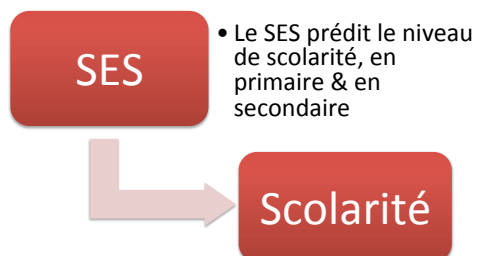 SES
• Le SES prédit le niveau
de scolarité, en
primaire & en
secondaire
Scolarité